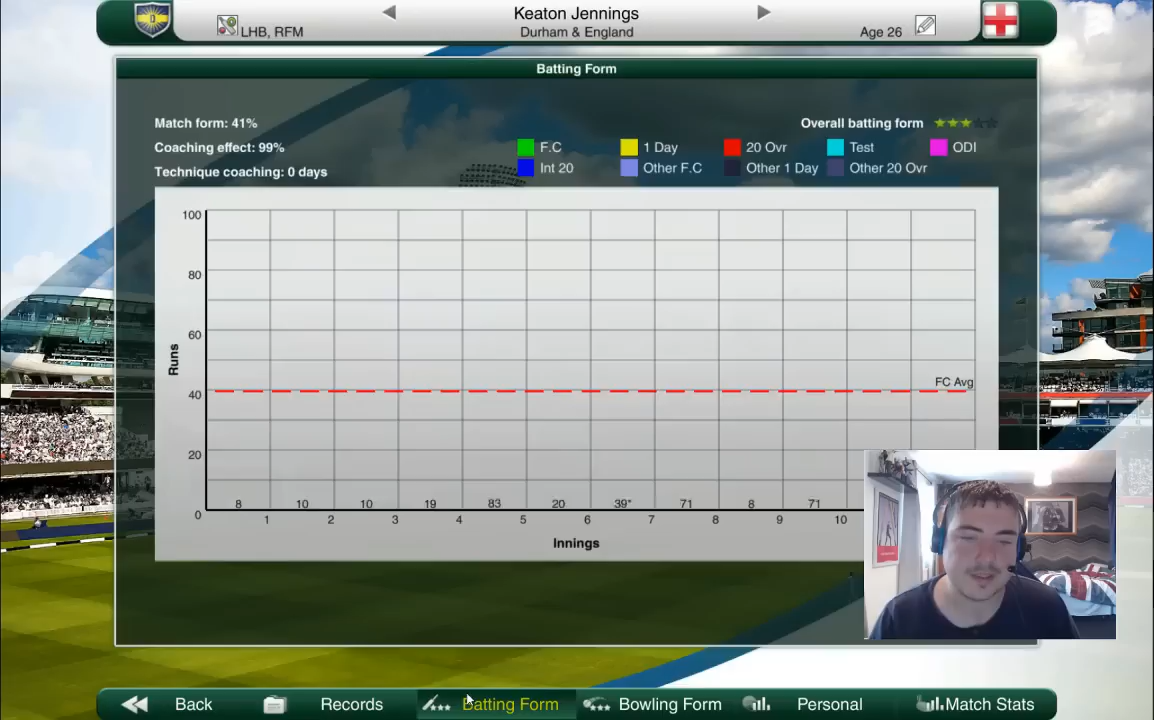 Keaton Jennings
LHB, RFM
Durham & England
Age 26
Batting Form
Match form: 41%
Overall batting form
Coaching effect: 99%
F.C
1 Day
20 Ovr
Test
ODI
Technique coaching: 0 days
Int 20
Other F.C
Other 1 Day
Other 20 Ovr
100
80
60
Runs
FC Avg
40
20
8 10 10 19 83 20 39* 71 8 71
0
1 2 3 4 5 6 7 8 9 10
Innings
Back
Records
Batting Form
Bowling Form
Personal
Match Stats